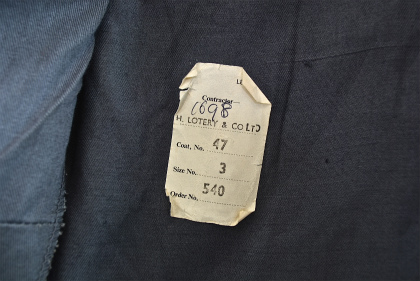 Contractor
1698
H. LOTERY & CO LTD
Coat, No. 47
Size No. 3
Order No. 540